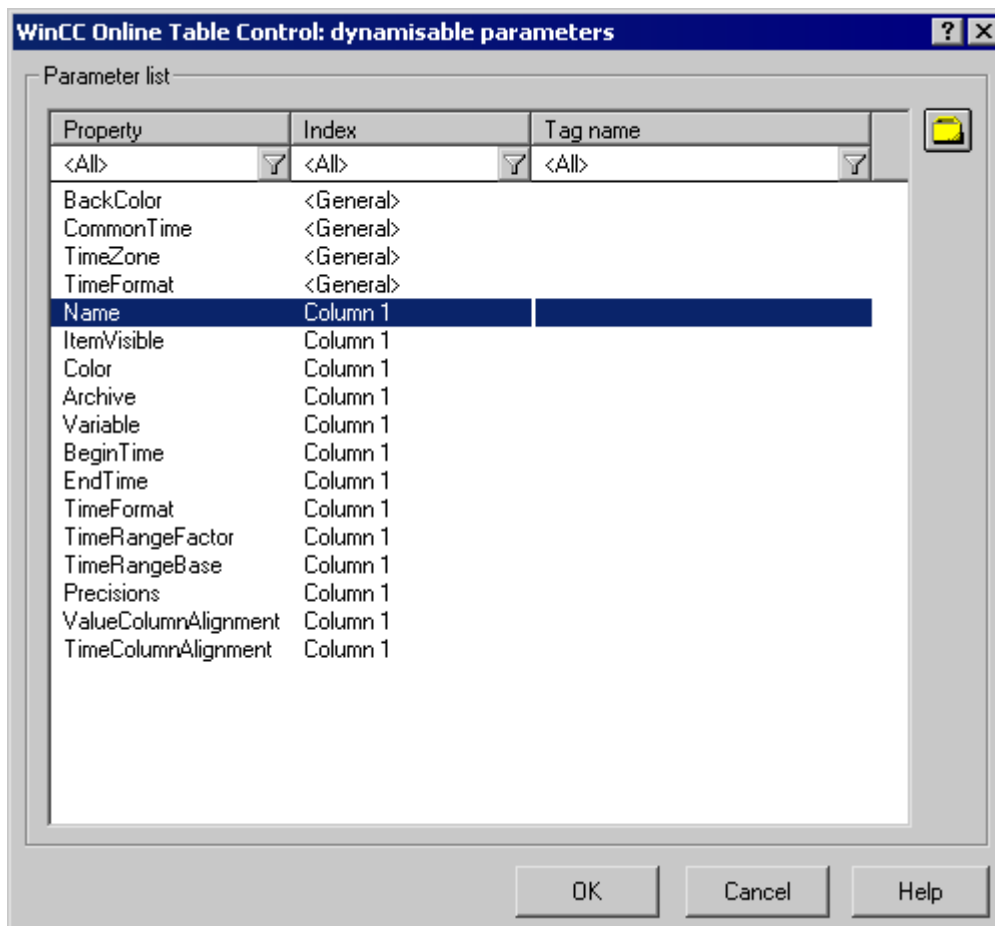 WinCC Online Table Control: dynamisable parameters
Parameter list
Property Index Tag name
<All> <All> <All>
BackColor <General>
CommonTime <General>
TimeZone <General>
TimeFormat <General>
Name Column 1
ItemVisible Column 1
Color Column 1
Archive Column 1
Variable Column 1
BeginTime Column 1
EndTime Column 1
TimeFormat Column 1
TimeRangeFactor Column 1
TimeRangeBase Column 1
Precisions Column 1
ValueColumnAlignment Column 1
TimeColumnAlignment Column 1
OK Cancel Help